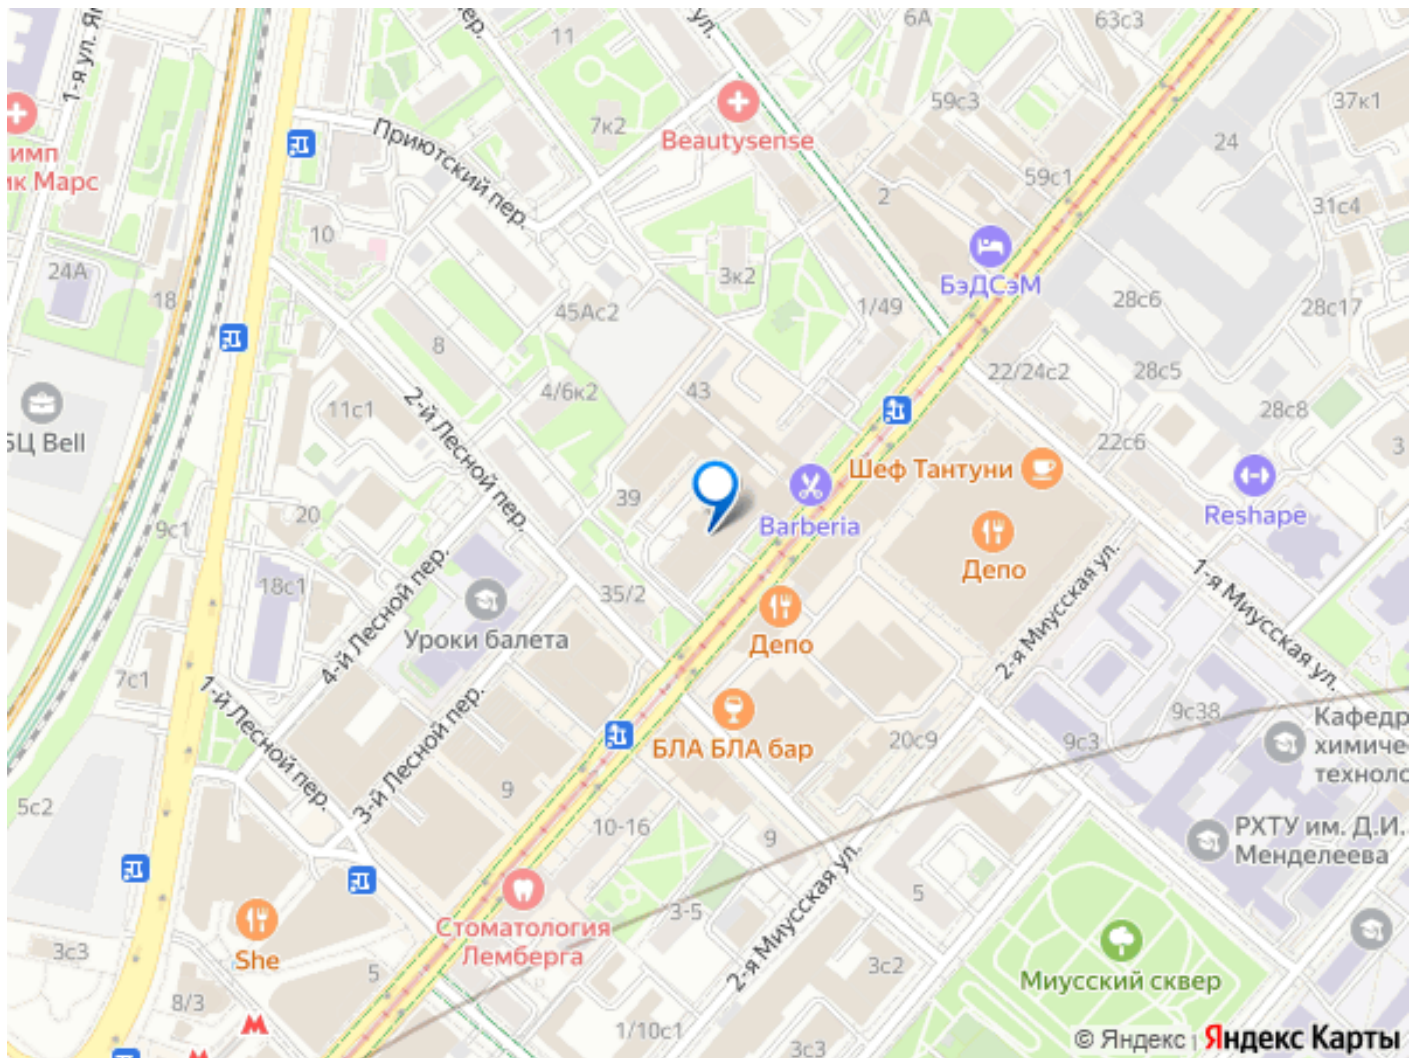 1-я ул. Я
пер.
ул.
6А
63с3
11
37к1
59с3
7к2
Beautysense
24
имп
ик Марс
Приютский пер.
59с1
2
31с4
10
3к2
БэДСэМ
24А
18
45Ас2
1/49
28с6
28с17
8
22/24с2
28с5
4/6к2
43
11с1
28с8
БЦ Bell
2-й Лесной пер.
22с6
3
Шеф Тантуни
39
Barberia
Reshape
20
9с1
Депо
18с1
35/2
4-й Лесной пер.
Уроки балета
Депо
2-я Миусская ул.
1-я Миусская ул.
7с1
1-й Лесной пер.
3-й Лесной пер.
БЛА БЛА бар
20с9
9с38
9с3
Кафедр
химичес
техноло
5с2
9
10-16
9
РХТУ им. Д.И.
Менделеева
5
3-5
Стоматология
Лемберга
2-я Миусская ул.
She
3с3
5
3с2
Миусский сквер
8/3
1/10с1
3с3
© Яндекс
Яндекс Карты